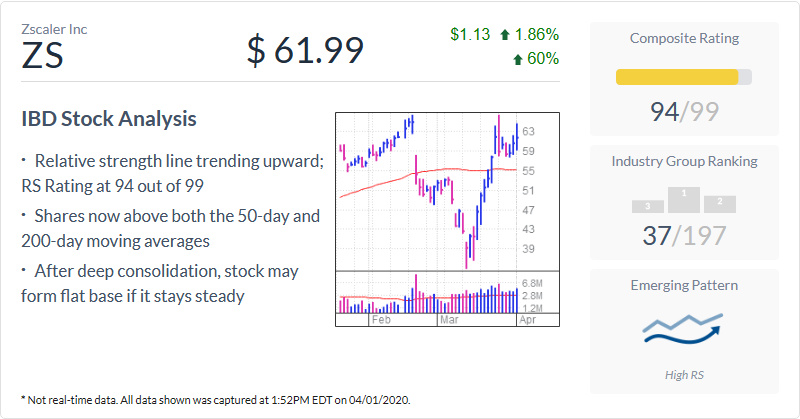 Zscaler Inc
ZS
$ 61.99
$1.13 1.86%
60%
IBD Stock Analysis
· Relative strength line trending upward;
RS Rating at 94 out of 99
· Shares now above both the 50-day and
200-day moving averages
· After deep consolidation, stock may
form flat base if it stays steady
63
59
55
51
47
43
39
6.8M
2.8M
1.2M
Feb
Mar
Apr
Composite Rating
94/99
Industry Group Ranking
3
1
2
37/197
Emerging Pattern
High RS
* Not real-time data. All data shown was captured at 1:52PM EDT on 04/01/2020.